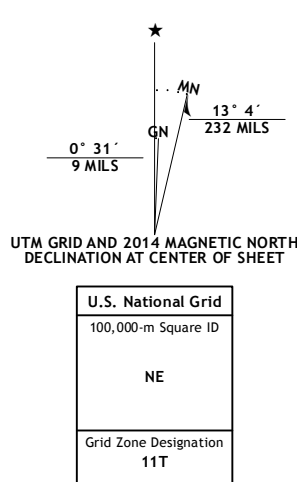 ★
MN
GN
13° 4´
232 MILS
0° 31´
9 MILS
UTM GRID AND 2014 MAGNETIC NORTH
DECLINATION AT CENTER OF SHEET
U.S. National Grid
100,000-m Square ID
NE
Grid Zone Designation
11T